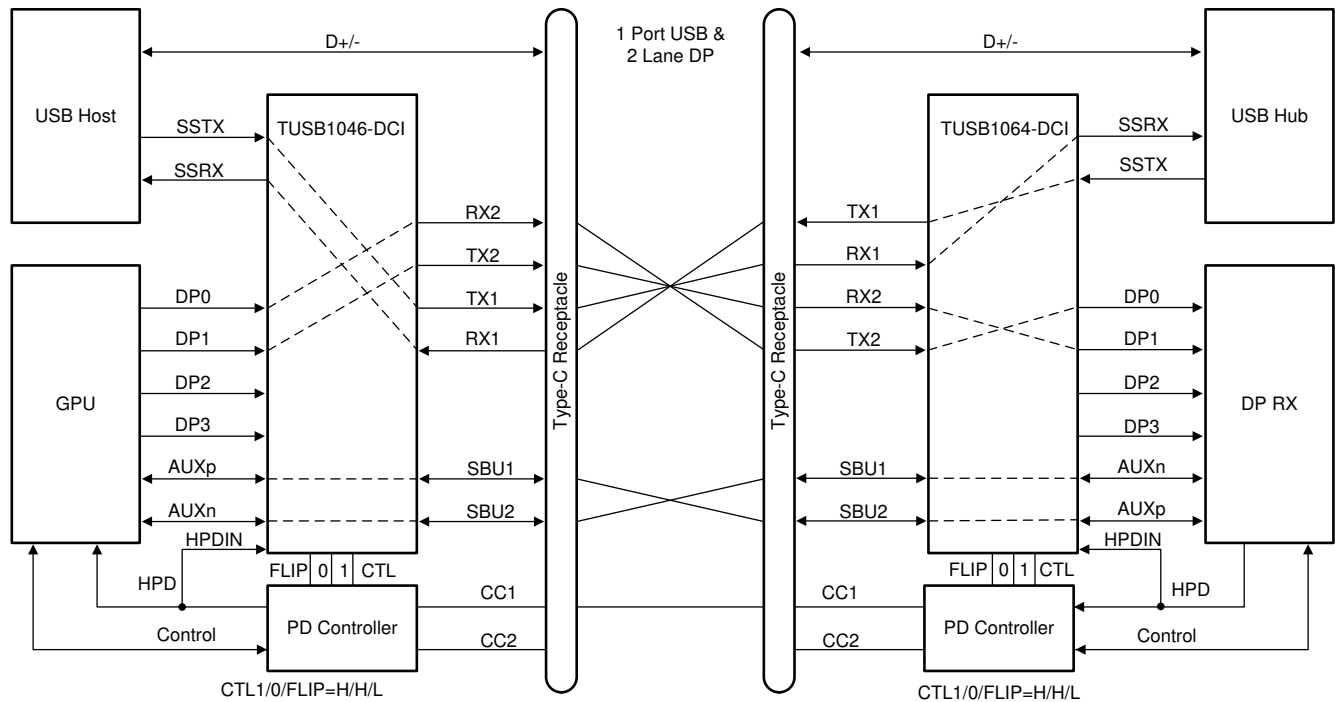 1 Port USB &
2 Lane DP
D+/-
D+/-
USB Host
USB Hub
SSTX
SSRX
TUSB1046-DCI
TUSB1064-DCI
SSRX
SSTX
RX2
TX2
TX1
RX1
TX1
RX1
RX2
TX2
Type-C Receptacle
Type-C Receptacle
GPU
DP0
DP1
DP2
DP3
AUXp
AUXn
SBU1
SBU2
SBU1
SBU2
DP0
DP1
DP2
DP3
AUXn
AUXp
DP RX
HPDIN
HPDIN
FLIP 0 1 CTL
FLIP 0 1 CTL
HPD
HPD
Control
Control
PD Controller
PD Controller
CC1
CC2
CC1
CC2
CTL1/0/FLIP=H/H/L
CTL1/0/FLIP=H/H/L